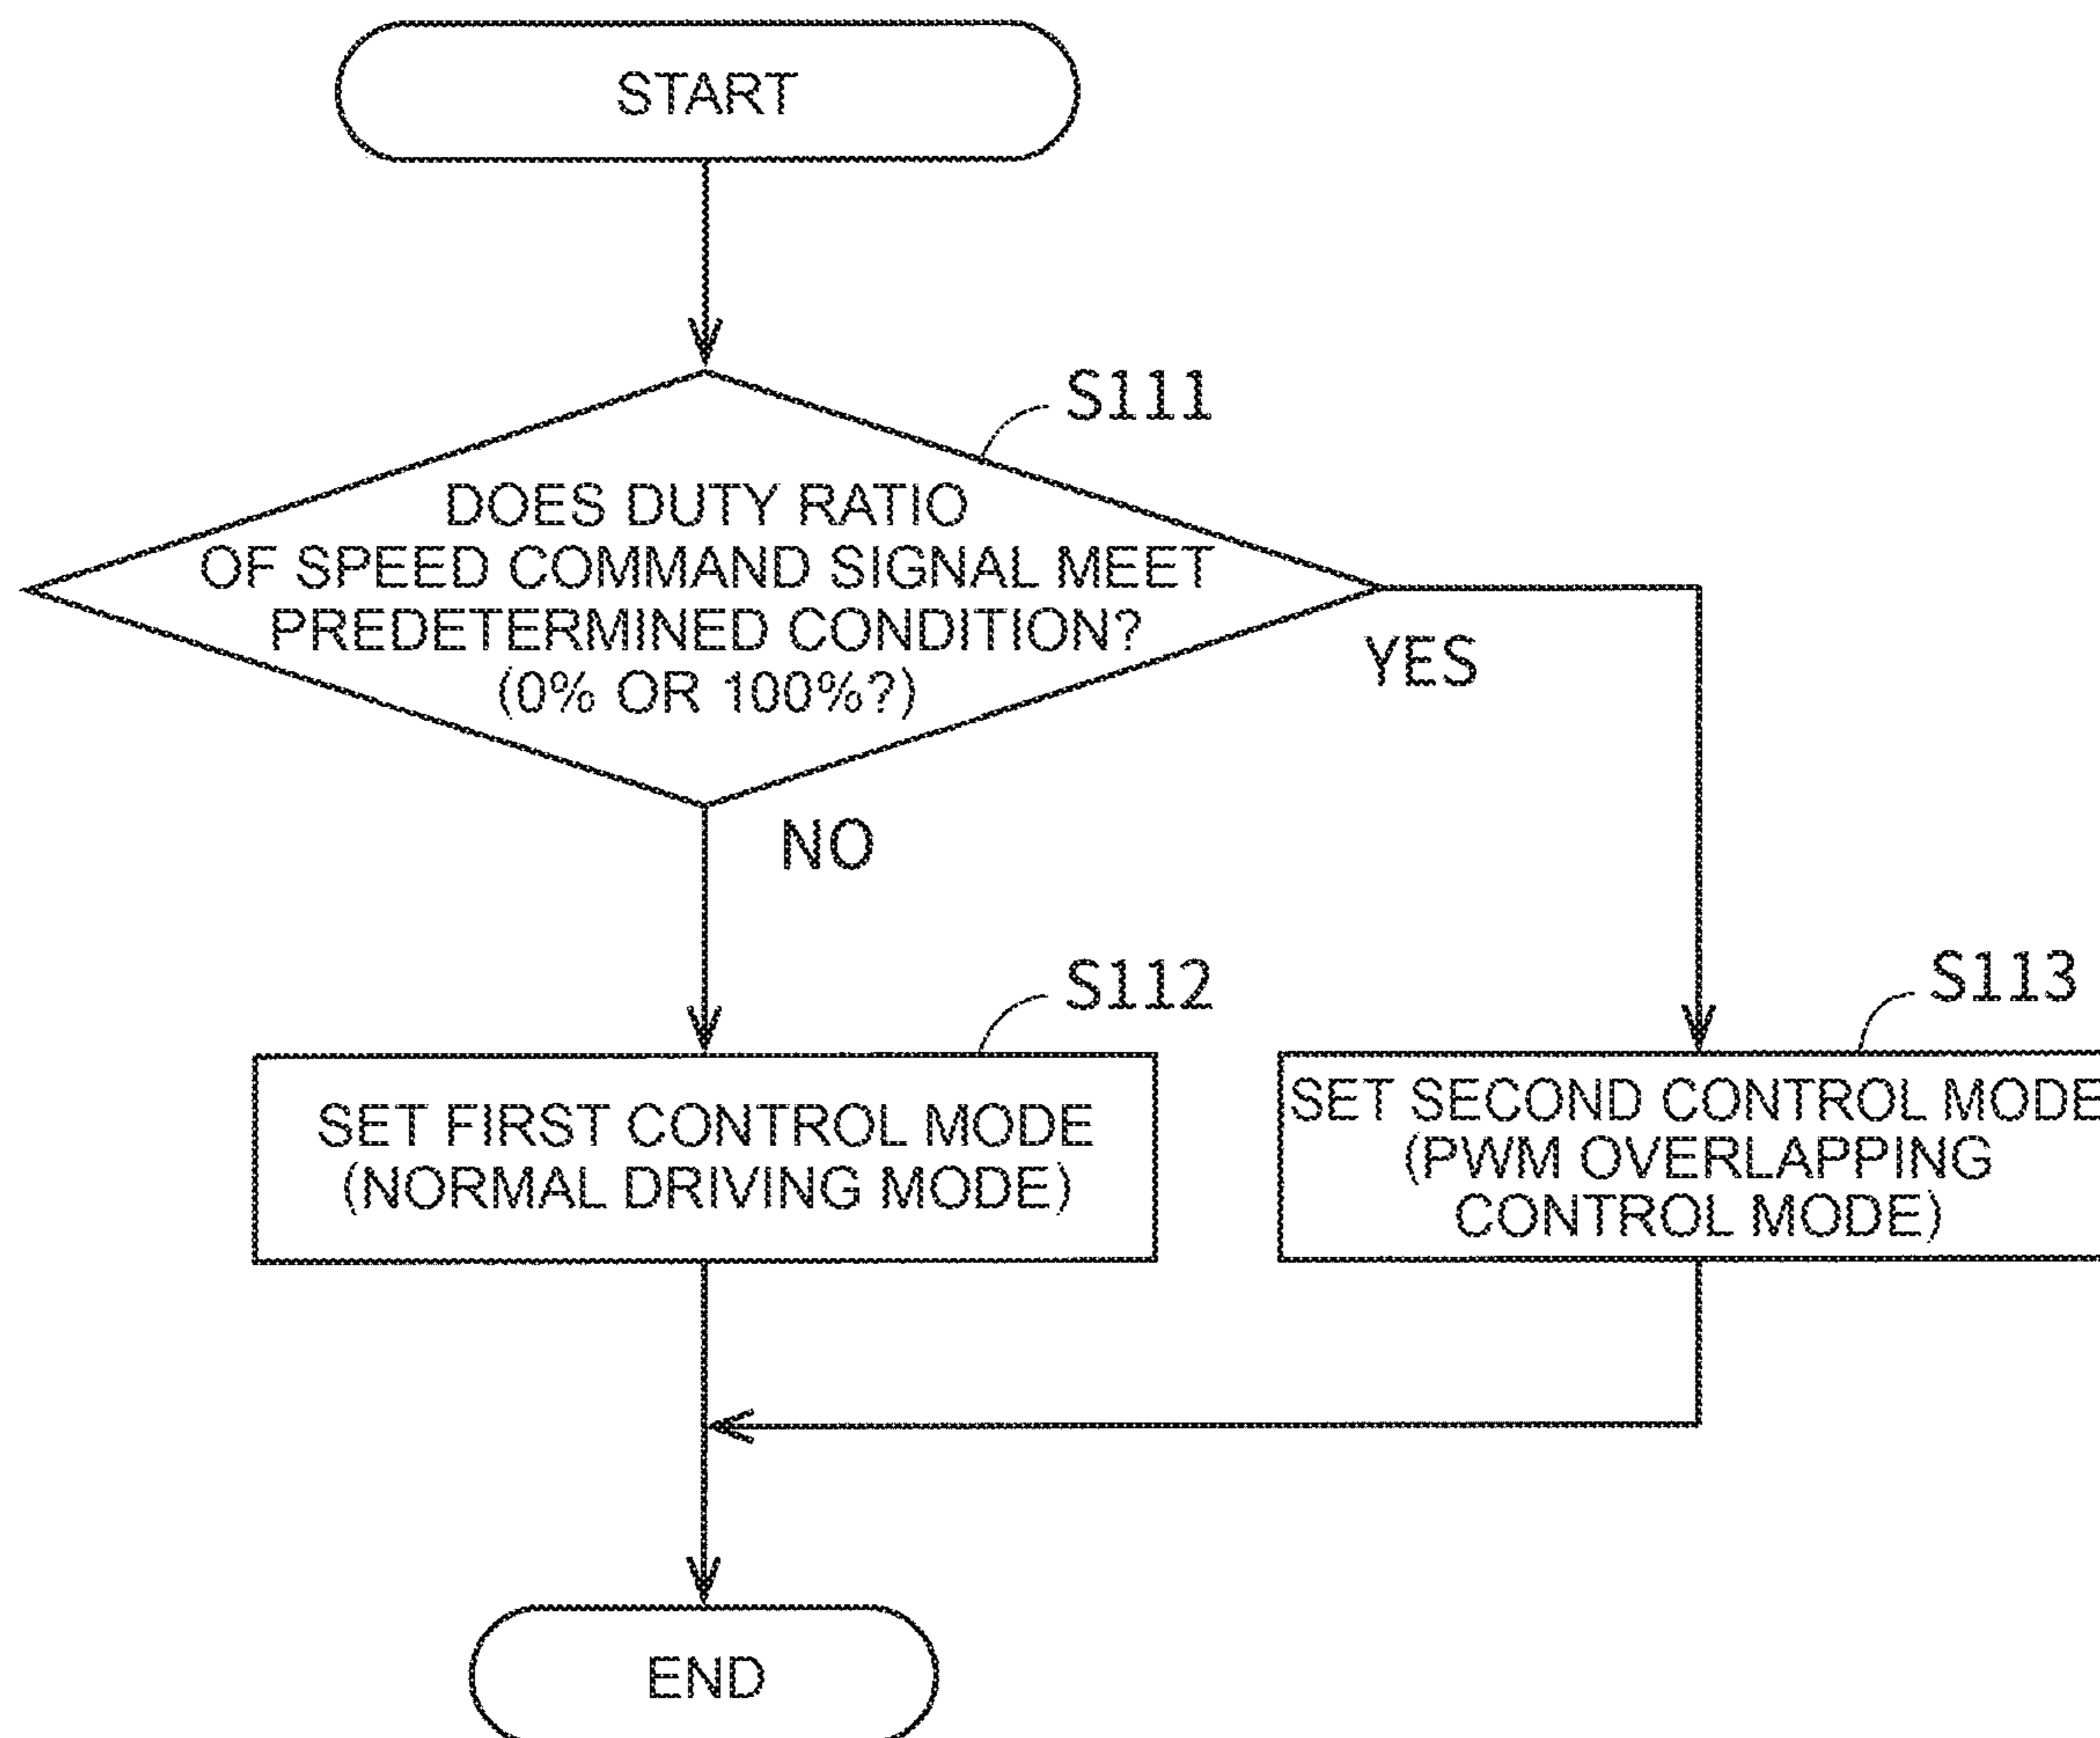 START
S111
DOES DUTY RATIO
OF SPEED COMMAND SIGNAL MEET
PREDETERMINED CONDITION?
(0% OR 100%?)
YES
NO
S112
SET FIRST CONTROL MODE
(NORMAL DRIVING MODE)
S113
SET SECOND CONTROL MODE
(PWM OVERLAPPING
CONTROL MODE)
END